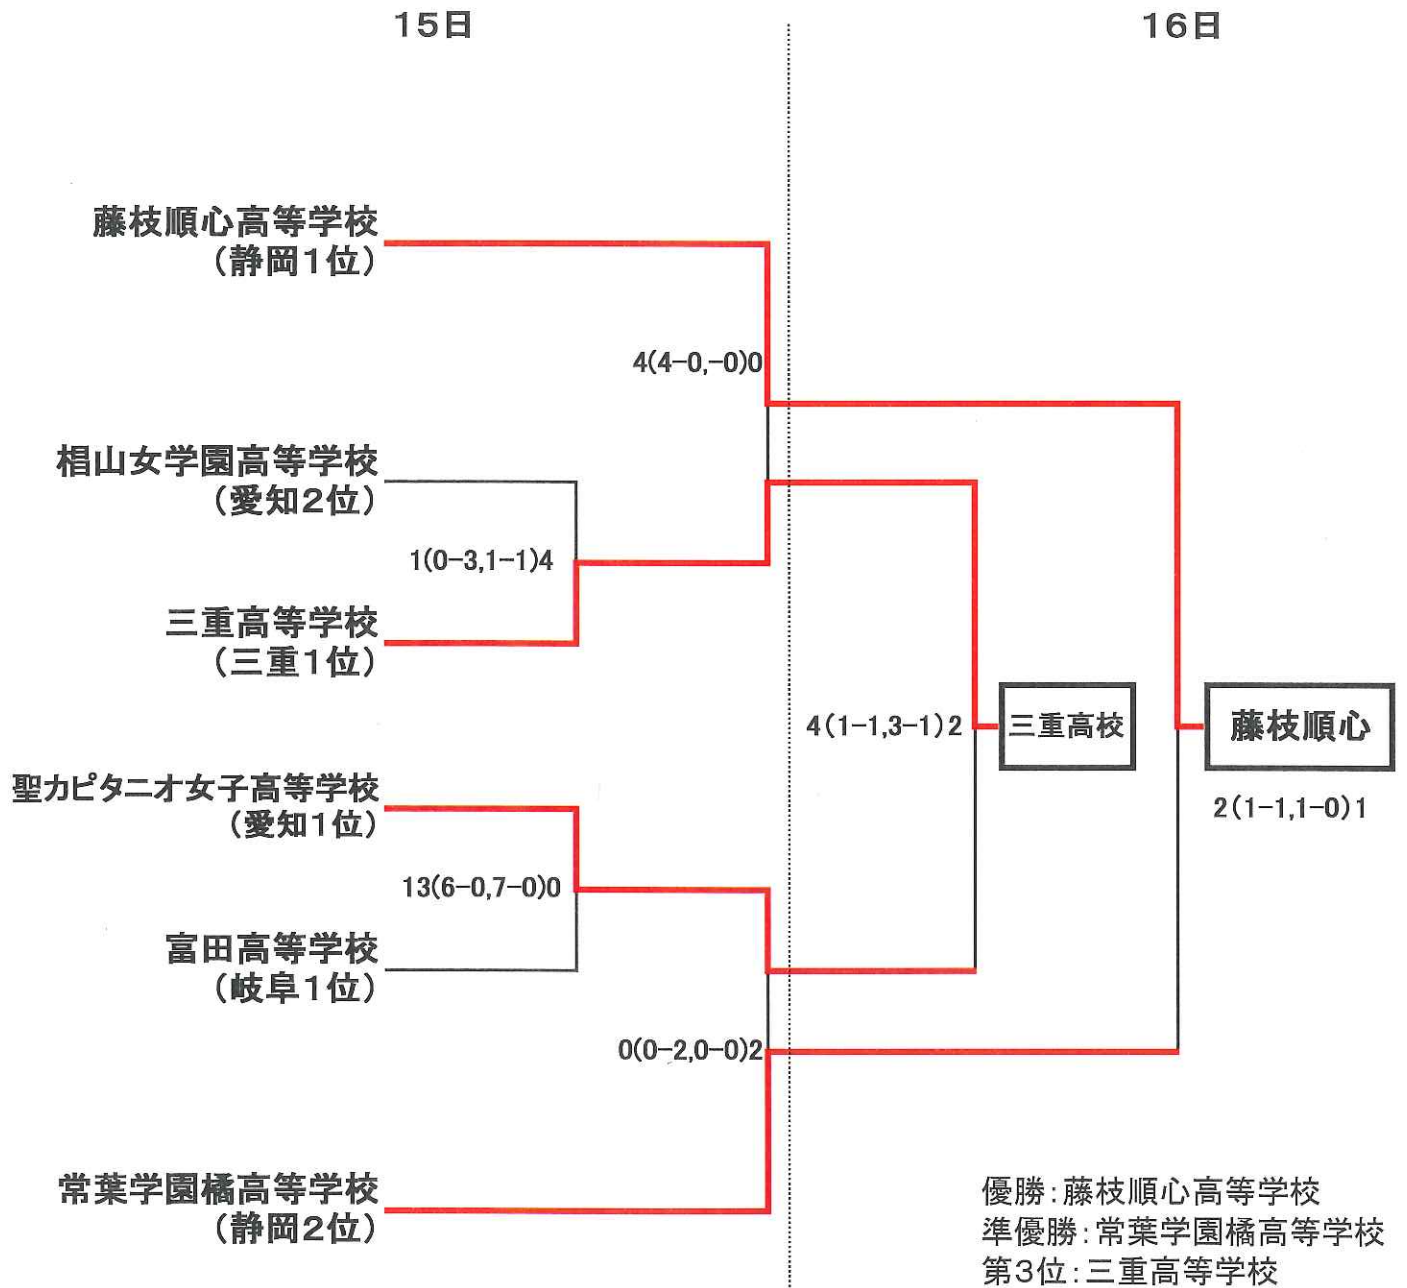 15日
16日
藤枝順心高等学校
（静岡1位）
4(4-0,-0)0
椙山女学園高等学校
（愛知2位）
1(0-3,1-1)4
三重高等学校
（三重1位）
4(1-1,3-1)2
三重高校
藤枝順心
2(1-1,1-0)1
聖カピタニオ女子高等学校
（愛知1位）
13(6-0,7-0)0
富田高等学校
（岐阜1位）
0(0-2,0-0)2
常葉学園橘高等学校
（静岡2位）
優勝：藤枝順心高等学校
準優勝：常葉学園橘高等学校
第3位：三重高等学校